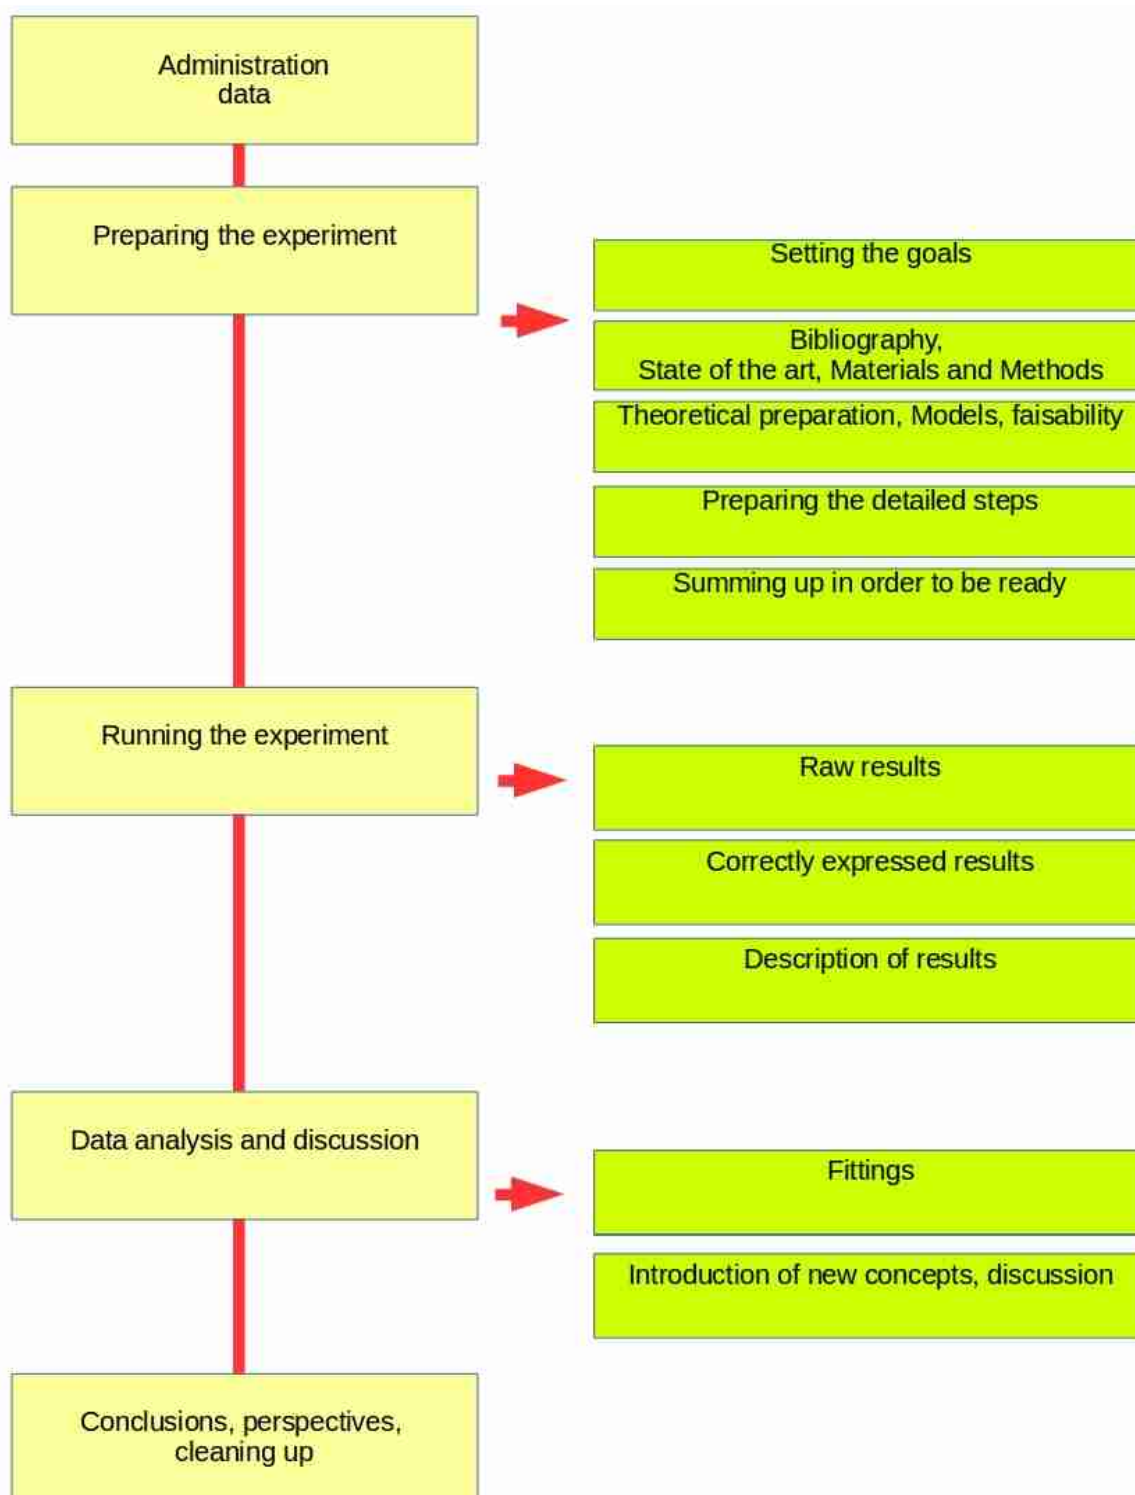 Administration
data
Preparing the experiment
Setting the goals
Bibliography,
State of the art, Materials and Methods
Theoretical preparation, Models, faisability
Preparing the detailed steps
Summing up in order to be ready
Running the experiment
Raw results
Correctly expressed results
Description of results
Data analysis and discussion
Fittings
Introduction of new concepts, discussion
Conclusions, perspectives,
cleaning up